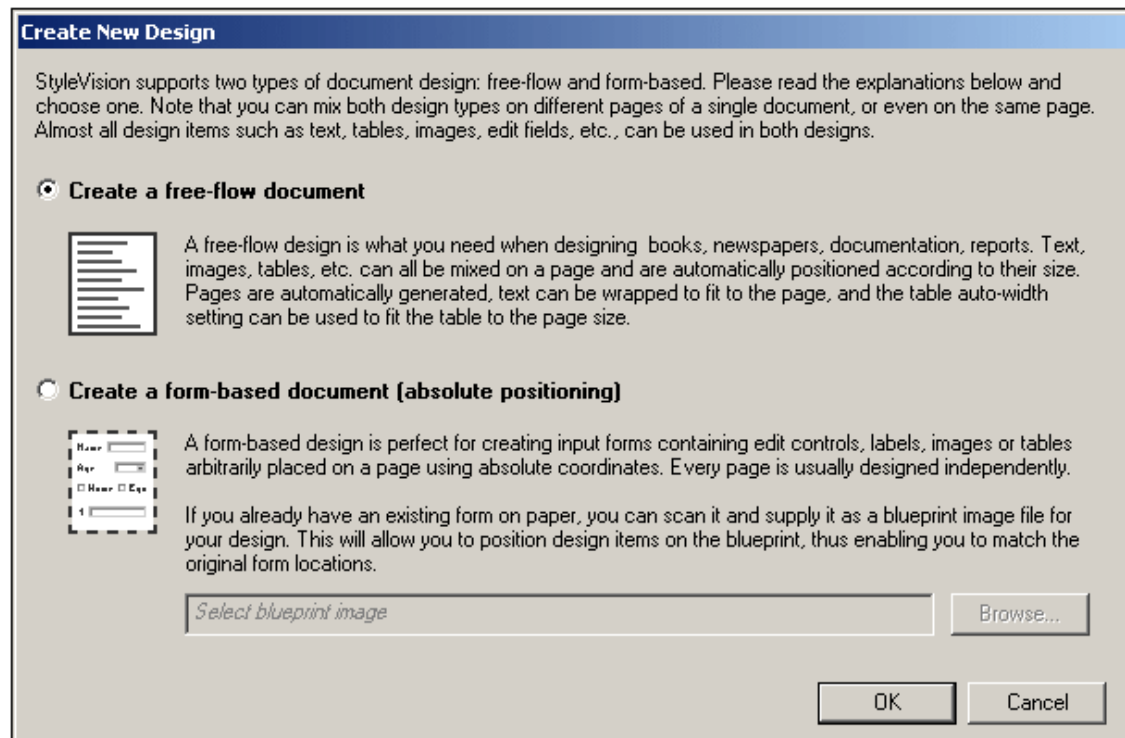 Create New Design
StyleVision supports two types of document design: free-flow and form-based. Please read the explanations below and
choose one. Note that you can mix both design types on different pages of a single document, or even on the same page.
Almost all design items such as text, tables, images, edit fields, etc., can be used in both designs.
Create a free-flow document
A free-flow design is what you need when designing  books, newspapers, documentation, reports. Text,
images, tables, etc. can all be mixed on a page and are automatically positioned according to their size.
Pages are automatically generated, text can be wrapped to fit to the page, and the table auto-width
setting can be used to fit the table to the page size.
Create a form-based document (absolute positioning)
Name
Age
A form-based design is perfect for creating input forms containing edit controls, labels, images or tables
arbitrarily placed on a page using absolute coordinates. Every page is usually designed independently.
If you already have an existing form on paper, you can scan it and supply it as a blueprint image file for
your design. This will allow you to position design items on the blueprint, thus enabling you to match the
original form locations.
Select blueprint image
Browse...
OK
Cancel